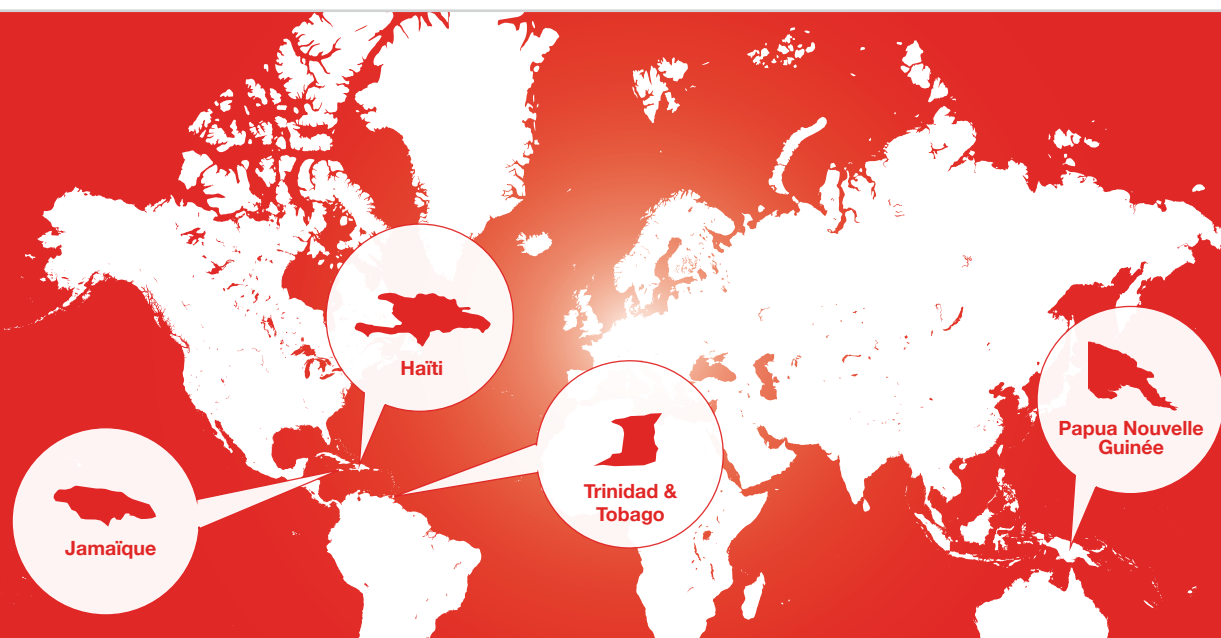 Haïti
Papua Nouvelle
Guinée
Trinidad &
Tobago
Jamaïque